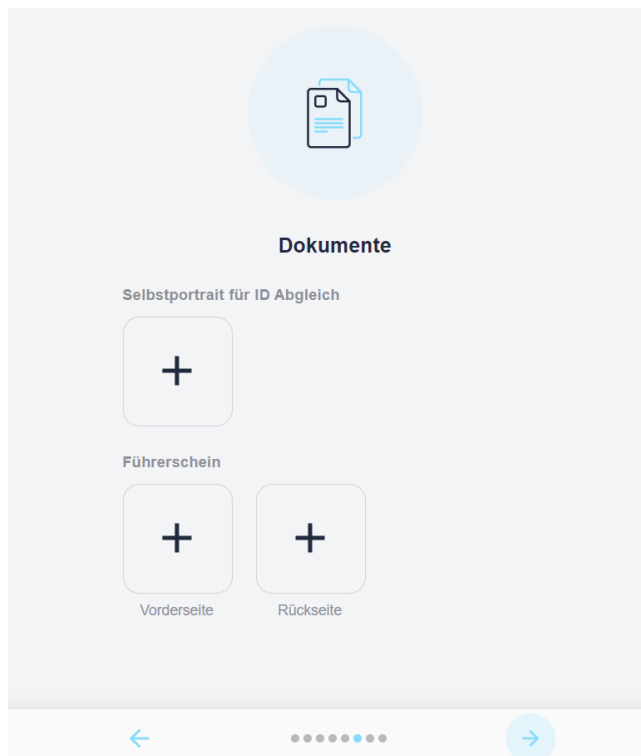 Dokumente
Selbstportrait für ID Abgleich
Führerschein
Vorderseite
Rückseite